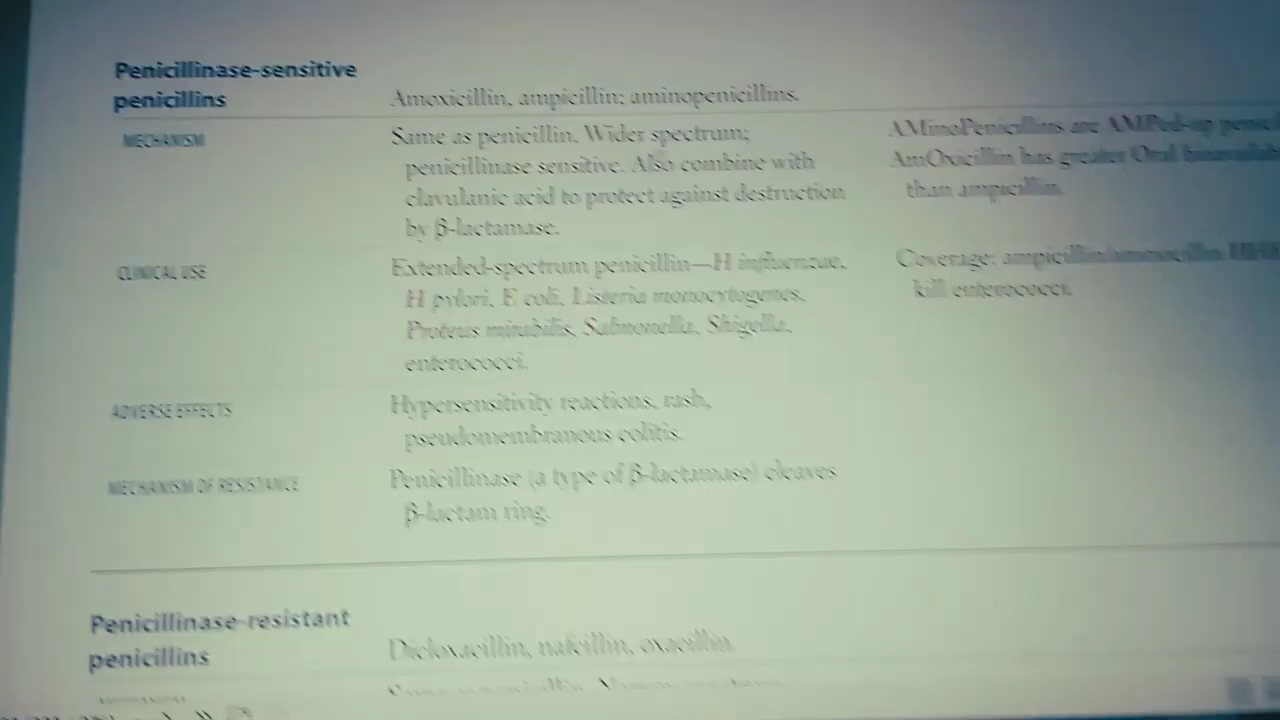 Penicillinase-sensitive
penicillins
Amoxicillin, ampicillin; aminopenicillins.
MECHANISM
Same as penicillin. Wider spectrum;
penicillinase sensitive. Also combine with
clavulanic acid to protect against destruction
by β-lactamase.
AMinoPenicillins are AMPed-up
AmOxicillin has greater Oral
than ampicillin.
CLINICAL USE
Extended-spectrum penicillin—H influenzae,
H pylori, E coli, Listeria monocytogenes,
Proteus mirabilis, Salmonella, Shigella,
enterococci.
Coverage: ampicillin/amoxicillin
kill enterococci.
ADVERSE EFFECTS
Hypersensitivity reactions, rash,
pseudomembranous colitis.
MECHANISM OF RESISTANCE
Penicillinase (a type of β-lactamase) cleaves
β-lactam ring.
Penicillinase-resistant
penicillins
Dicloxacillin, nafcillin, oxacillin.